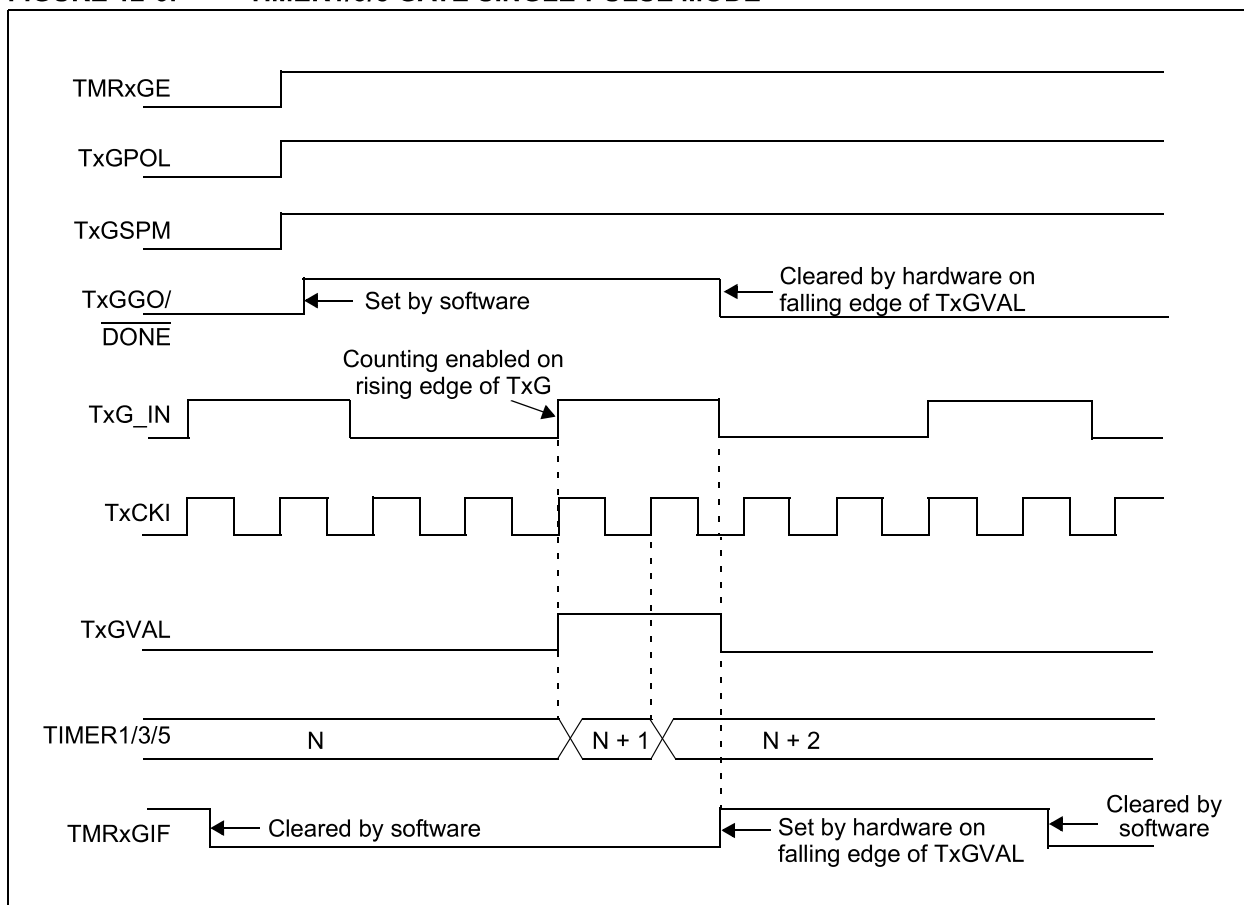 TMRxGE
TxGPOL
TxGSPM
TxGGO/
DONE
Set by software
Cleared by hardware on
falling edge of TxGVAL
Counting enabled on
rising edge of TxG
TxG_IN
TxCKI
TxGVAL
TIMER1/3/5
N
N + 1
N + 2
TMRxGIF
Cleared by software
Set by hardware on
falling edge of TxGVAL
Cleared by
software